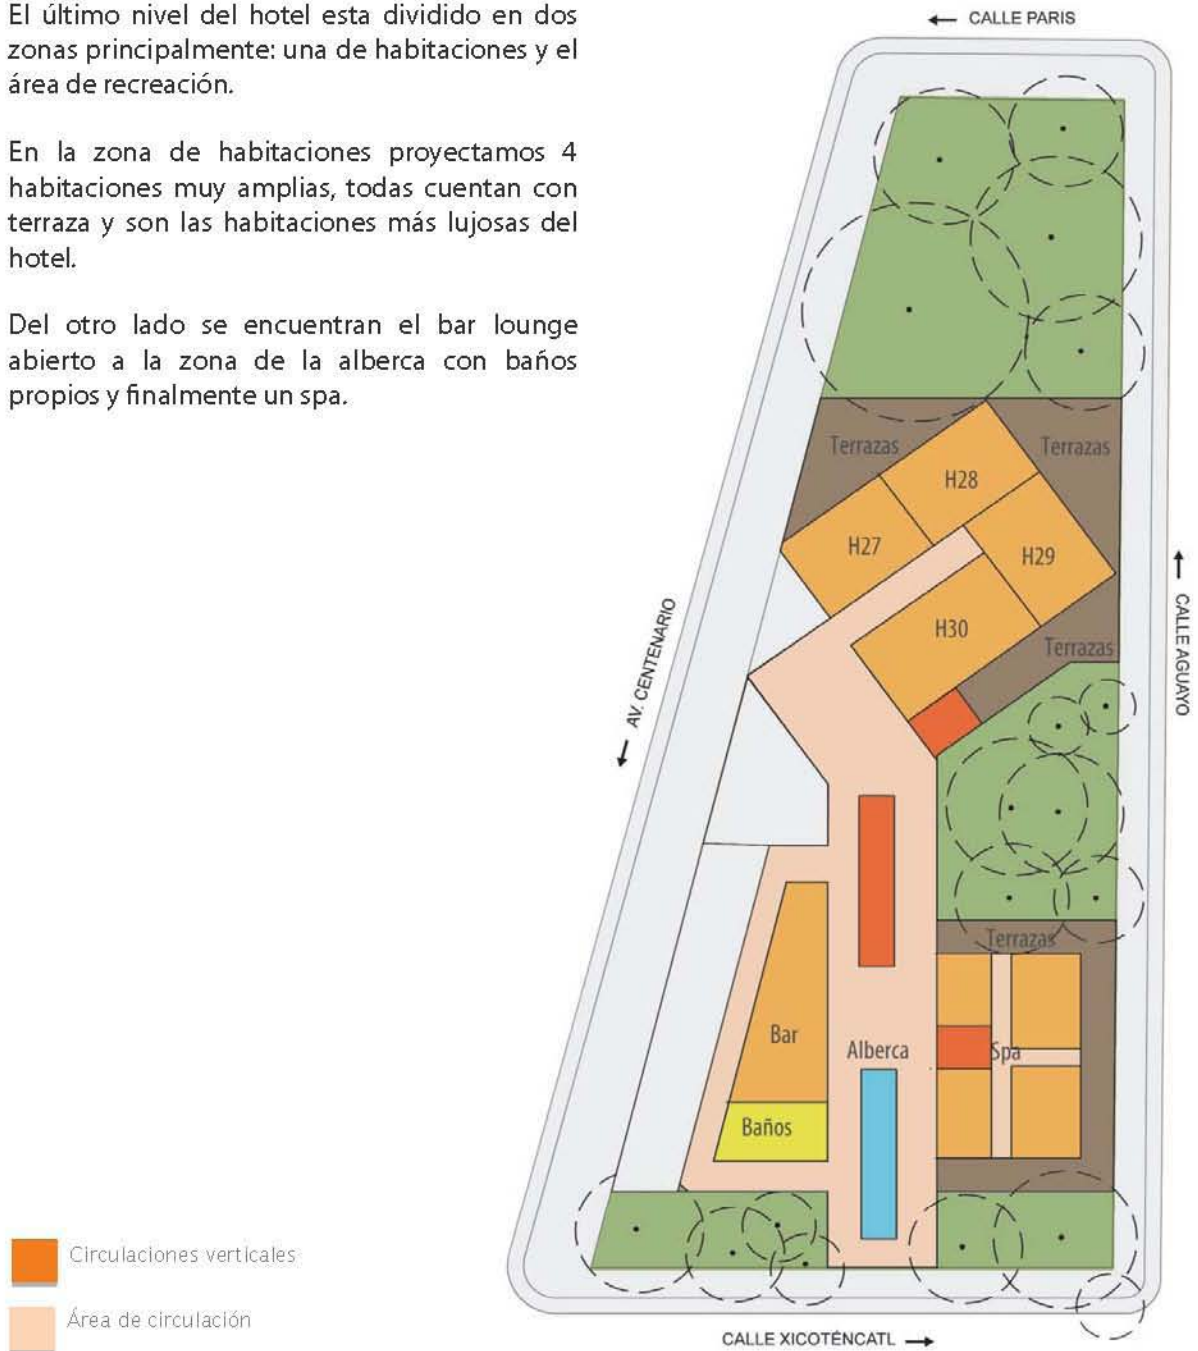 El último nivel del hotel esta dividido en dos
zonas principalmente: una de habitaciones y el
área de recreación.
En la zona de habitaciones proyectamos 4
habitaciones muy amplias, todas cuentan con
terraza y son las habitaciones más lujosas del
hotel.
Del otro lado se encuentran el bar lounge
abierto a la zona de la alberca con baños
propios y finalmente un spa.
CALLE PARIS
Terrazas
Terrazas
H28
H27
H29
H30
Terrazas
AV. CENTENARIO
CALLE AGUAYO
Terrazas
Bar
Alberca
Spa
Baños
Circulaciones verticales
Área de circulación
CALLE XICOTÉNCATL